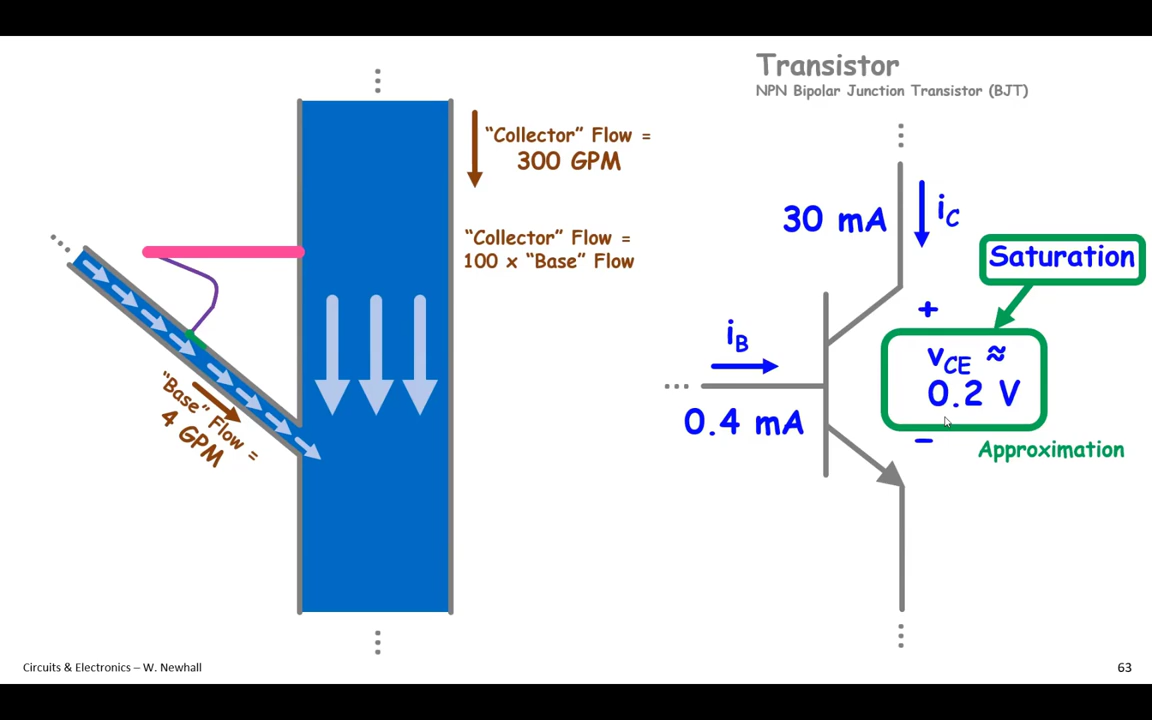 Transistor
NPN Bipolar Junction Transistor (BJT)
“Collector” Flow =
300 GPM
“Collector” Flow =
100 x “Base” Flow
“Base” Flow =
4 GPM
30 mA
iC
Saturation
+
iB
vCE ≈
0.2 V
0.4 mA
–
Approximation
Circuits & Electronics – W. Newhall
63